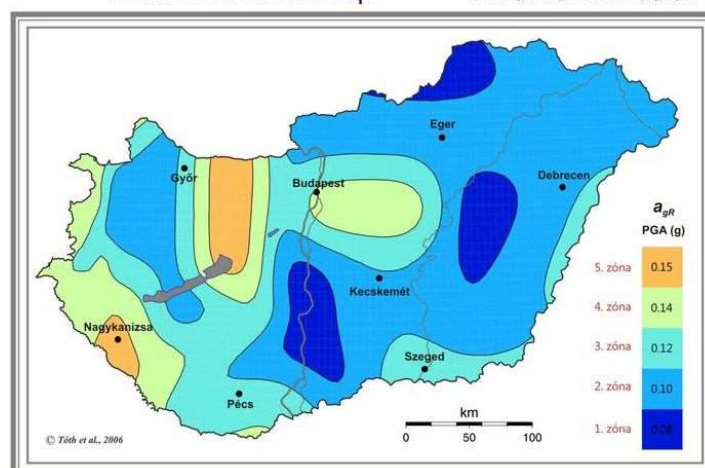 Eger
Győr
Budapest
Debrecen
a_gR
PGA (g)
5. zóna 0.15
Kecskemét
4. zóna 0.14
Nagykanizsa
3. zóna 0.12
Szeged
2. zóna 0.10
Pécs
km
1. zóna 0.08
0 50 100
© Tóth et al., 2006